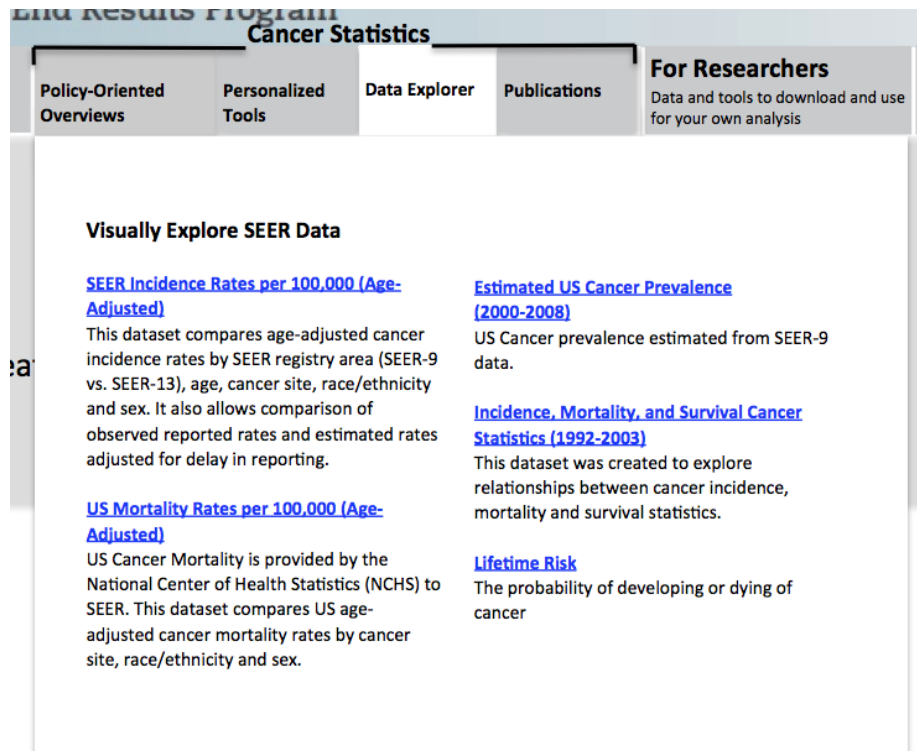 End Results Program
Cancer Statistics
Policy-Oriented
Overviews
Personalized
Tools
Data Explorer
Publications
For Researchers
Data and tools to download and use
for your own analysis
Visually Explore SEER Data
SEER Incidence Rates per 100,000 (Age-
Adjusted)
This dataset compares age-adjusted cancer
incidence rates by SEER registry area (SEER-9
vs. SEER-13), age, cancer site, race/ethnicity
and sex. It also allows comparison of
observed reported rates and estimated rates
adjusted for delay in reporting.
US Mortality Rates per 100,000 (Age-
Adjusted)
US Cancer Mortality is provided by the
National Center of Health Statistics (NCHS) to
SEER. This dataset compares US age-
adjusted cancer mortality rates by cancer
site, race/ethnicity and sex.
Estimated US Cancer Prevalence
(2000-2008)
US Cancer prevalence estimated from SEER-9
data.
Incidence, Mortality, and Survival Cancer
Statistics (1992-2003)
This dataset was created to explore
relationships between cancer incidence,
mortality and survival statistics.
Lifetime Risk
The probability of developing or dying of
cancer